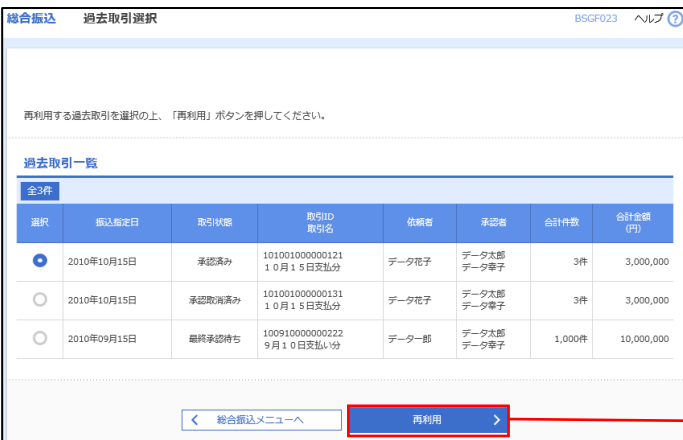 総合振込 過去取引選択 BSGF023 ヘルプ ?
再利用する過去取引を選択の上、「再利用」ボタンを押してください。
過去取引一覧
全3件
選択 振込指定日 取引状態 取引ID 取引名 依頼者 承認者 合計件数 合計金額 (円)
2010年10月15日 承認済み 101001000000121 データ花子 データ太郎 3件 3,000,000
10月15日支払分 データ幸子
2010年10月15日 承認取消済み 101001000000131 データ花子 データ太郎 3件 3,000,000
10月15日支払分 データ幸子
2010年09月15日 最終承認待ち 100910000000222 データ一郎 データ太郎 1,000件 10,000,000
9月10日支払い分 データ幸子
総合振込メニューへ 再利用